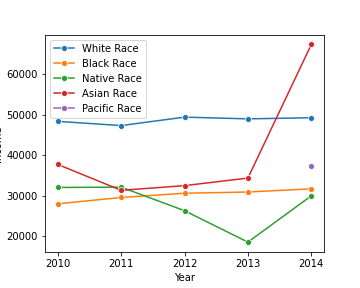 White Race
Black Race
Native Race
Asian Race
Pacific Race
60000
50000
40000
30000
20000
2010
2011
2012
2013
2014
Year